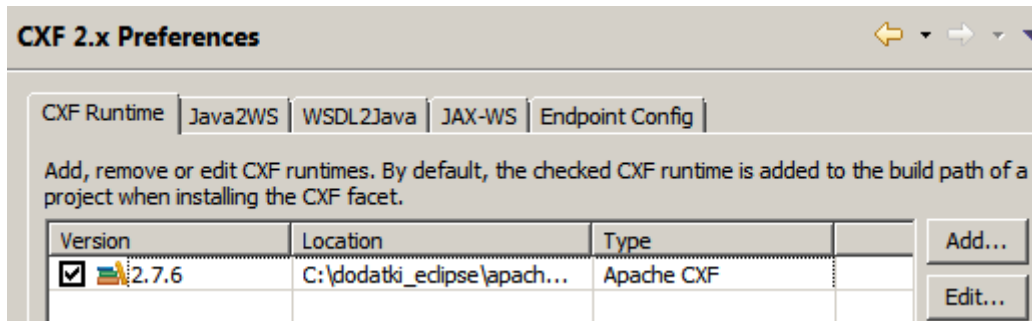 CXF 2.x Preferences
CXF Runtime Java2WS WSDL2Java JAX-WS Endpoint Config
Add, remove or edit CXF runtimes. By default, the checked CXF runtime is added to the build path of a
project when installing the CXF facet.
Version Location Type Add...
2.7.6 C:\dodatki_eclipse\apach... Apache CXF
Edit...